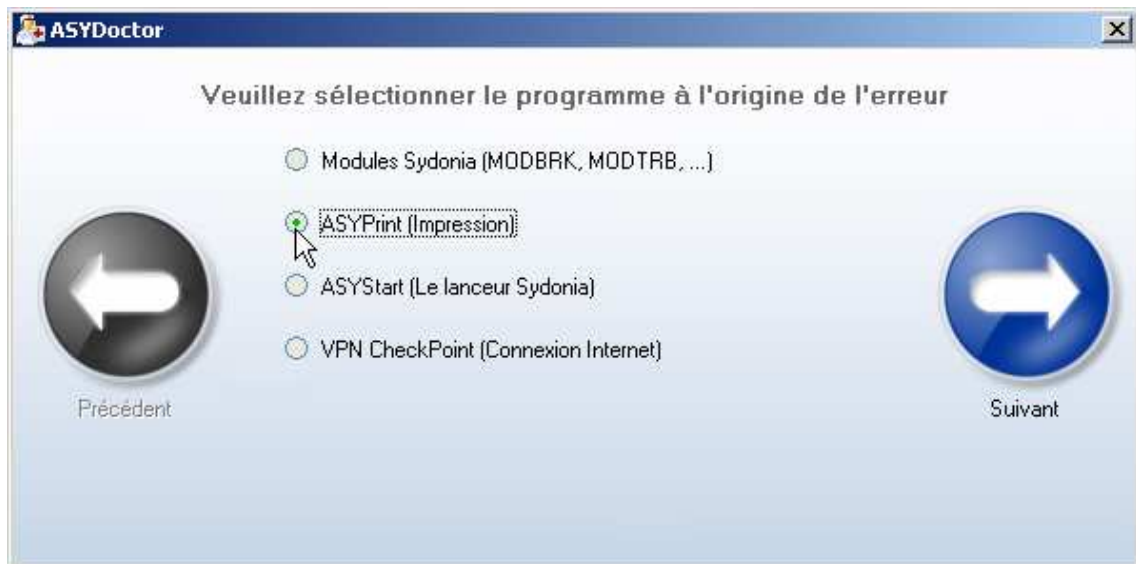 ASYDoctor
Veuillez sélectionner le programme à l'origine de l'erreur
Modules Sydonia (MODBRK, MODTRB, ...)
ASYPrint (Impression)
ASYStart (Le lanceur Sydonia)
VPN CheckPoint (Connexion Internet)
Précédent
Suivant